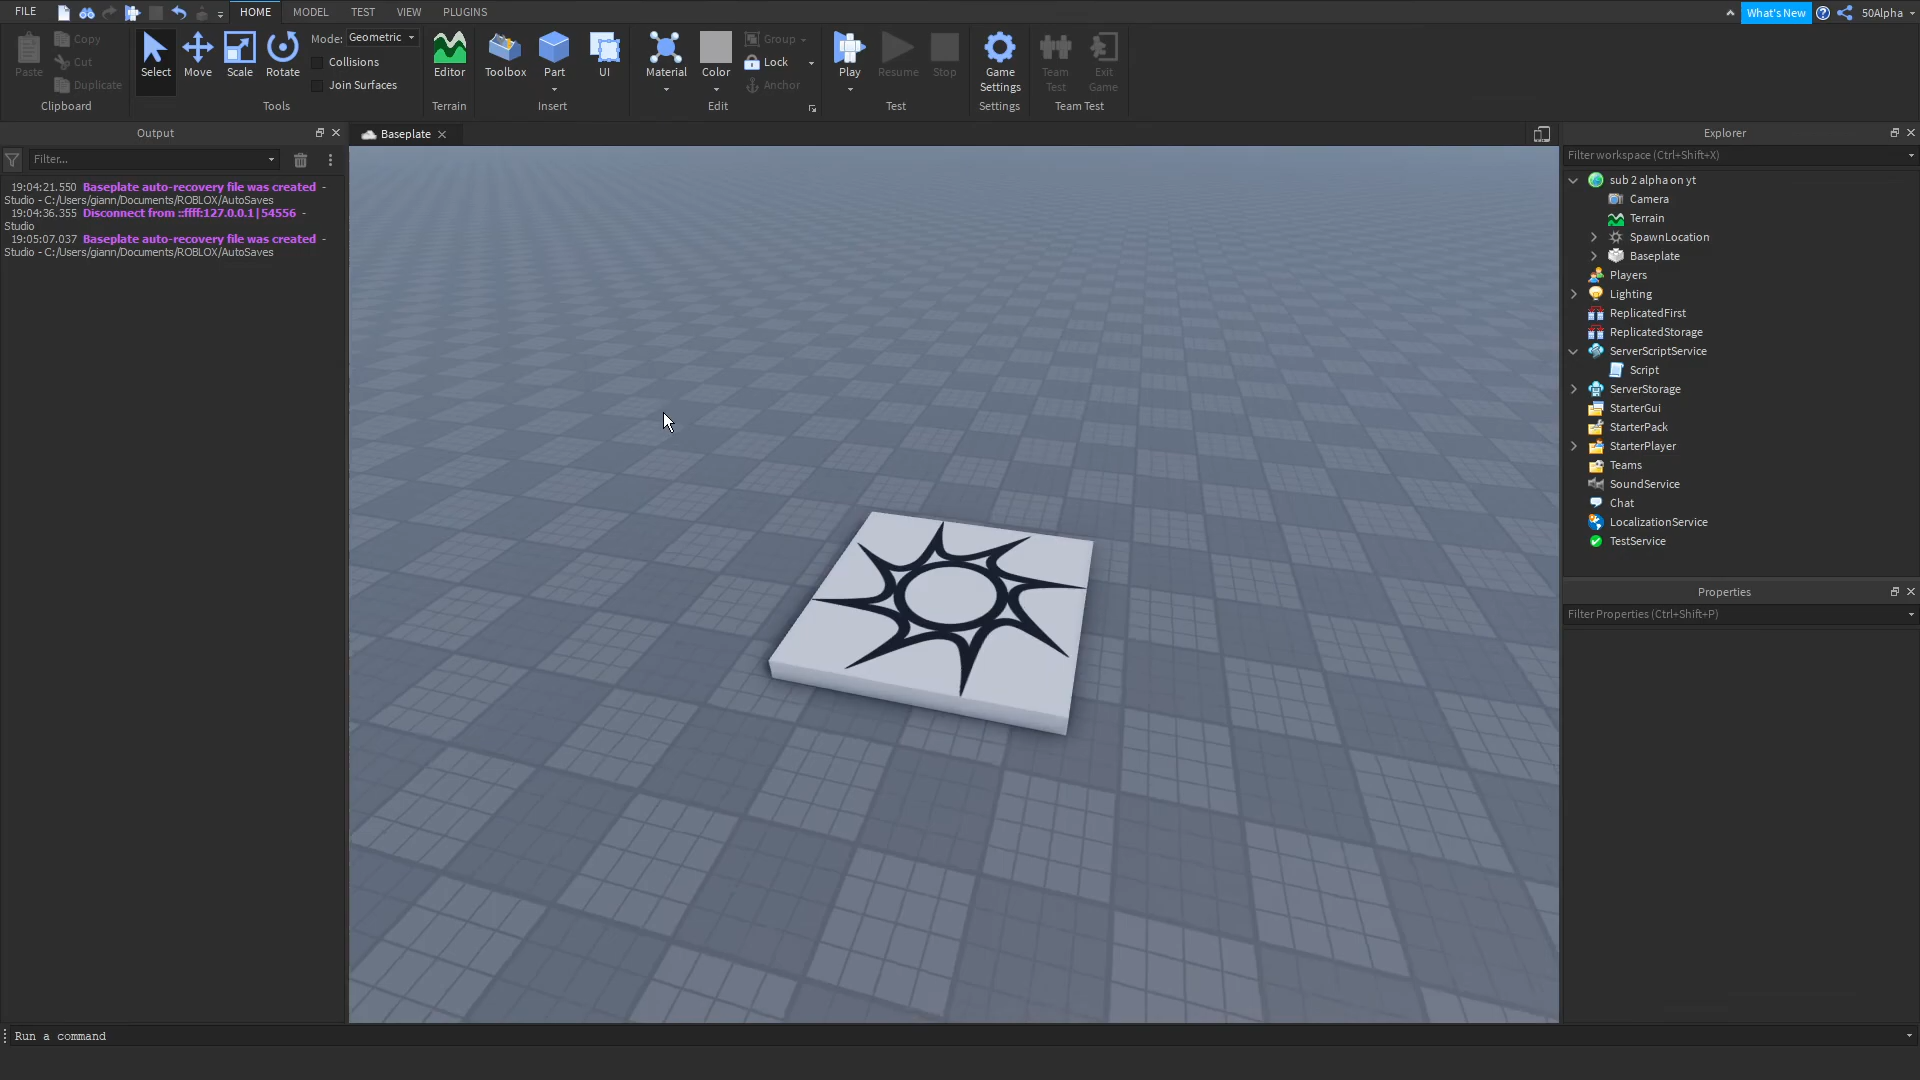 FILE HOME MODEL TEST VIEW PLUGINS What's New 50Alpha
Paste
Copy
Cut
Duplicate
Clipboard
Select
Move
Scale
Rotate
Mode: Geometric
Collisions
Join Surfaces
Tools
Editor
Terrain
Toolbox
Part
UI
Insert
Material
Color
Group
Lock
Anchor
Edit
Play
Resume
Stop
Test
Game
Settings
Settings
Team
Test
Exit
Game
Team Test
Output
Filter...
19:04:21.550 Baseplate auto-recovery file was created -
Studio - C:/Users/giann/Documents/ROBLOX/AutoSaves
19:04:36.355 Disconnect from ::ffff:127.0.0.1|54556 -
Studio
19:05:07.037 Baseplate auto-recovery file was created -
Studio - C:/Users/giann/Documents/ROBLOX/AutoSaves
Baseplate
Explorer
Filter workspace (Ctrl+Shift+X)
sub 2 alpha on yt
Camera
Terrain
SpawnLocation
Baseplate
Players
Lighting
ReplicatedFirst
ReplicatedStorage
ServerScriptService
Script
ServerStorage
StarterGui
StarterPack
StarterPlayer
Teams
SoundService
Chat
LocalizationService
TestService
Properties
Filter Properties (Ctrl+Shift+P)
Run a command